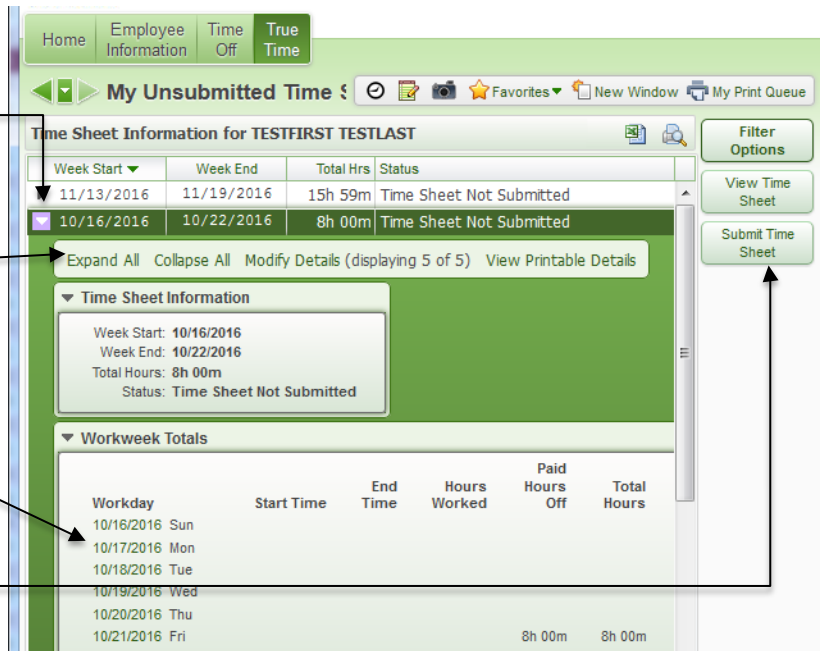 Home Employee Information Time Off True Time
My Unsubmitted Time S
Favorites New Window My Print Queue
Time Sheet Information for TESTFIRST TESTLAST
Filter Options
Week Start Week End Total Hrs Status
11/13/2016 11/19/2016 15h 59m Time Sheet Not Submitted
View Time Sheet
10/16/2016 10/22/2016 8h 00m Time Sheet Not Submitted
Submit Time Sheet
Expand All Collapse All Modify Details (displaying 5 of 5) View Printable Details
Time Sheet Information
Week Start: 10/16/2016
Week End: 10/22/2016
Total Hours: 8h 00m
Status: Time Sheet Not Submitted
Workweek Totals
Workday Start Time End Time Hours Worked Paid Hours Off Total Hours
10/16/2016 Sun
10/17/2016 Mon
10/18/2016 Tue
10/19/2016 Wed
10/20/2016 Thu
10/21/2016 Fri 8h 00m 8h 00m